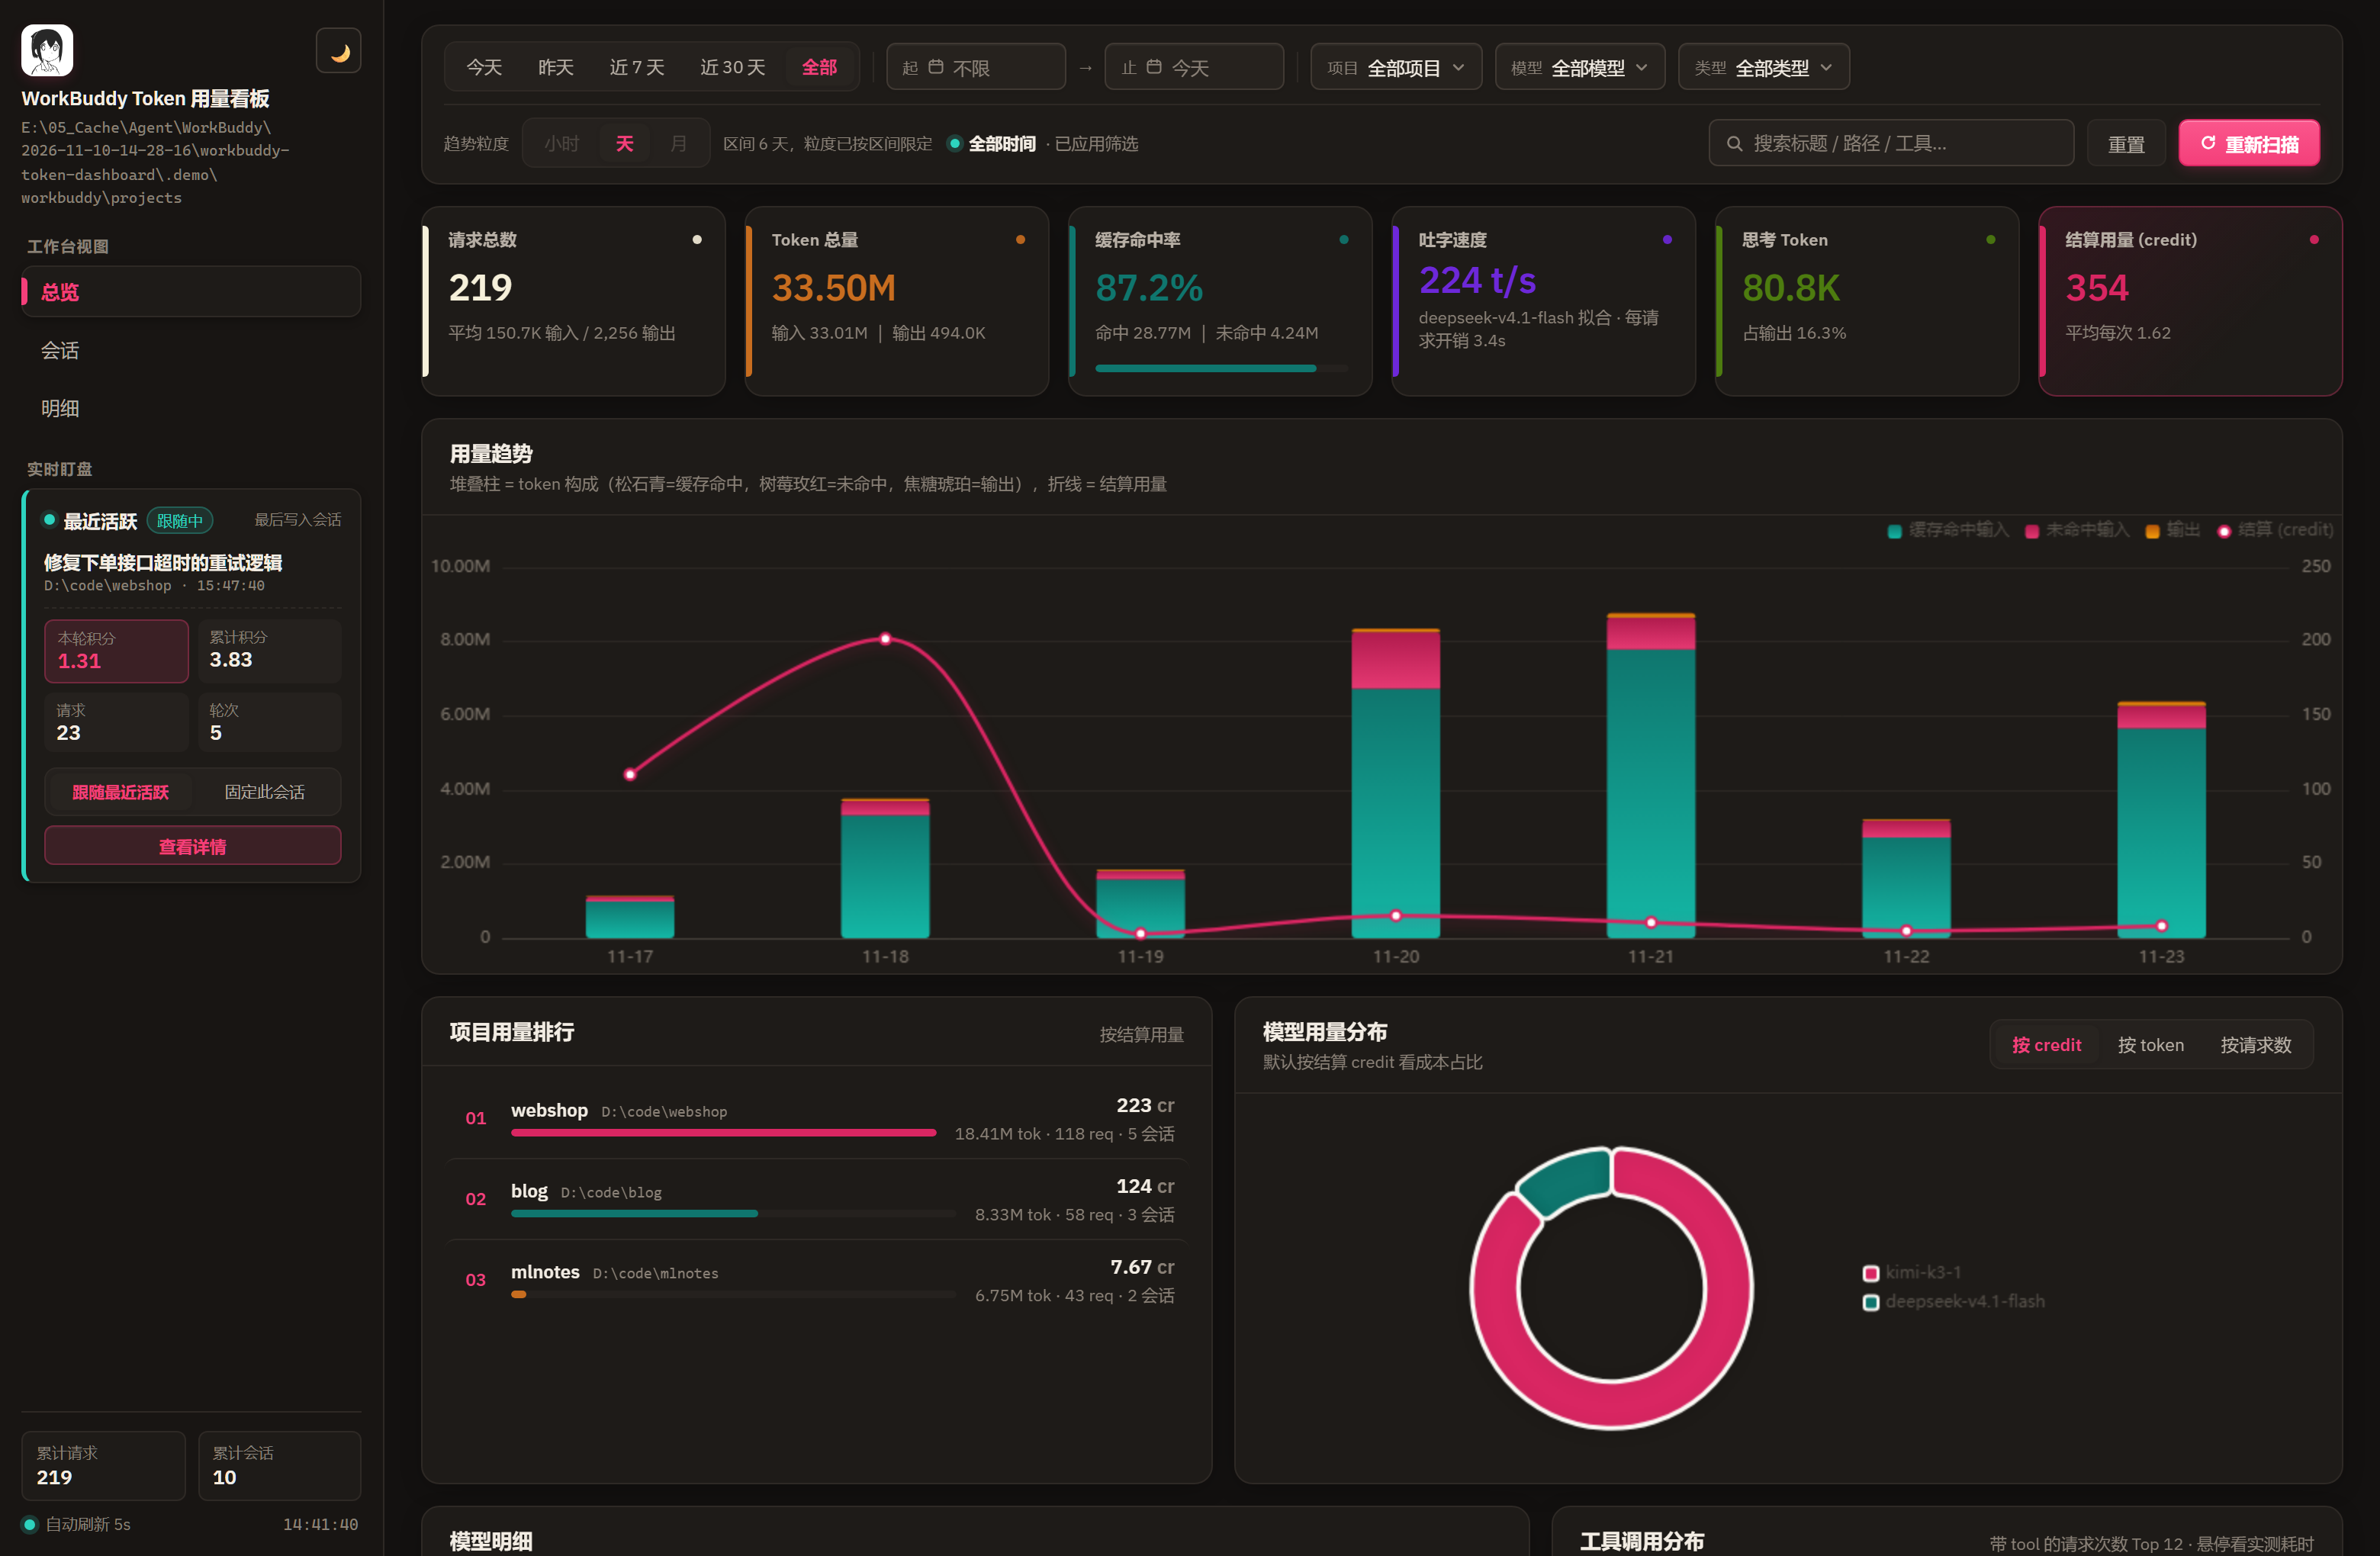 WorkBuddy Token 用量看板
E:\05_Cache\Agent\WorkBuddy\
2026-11-10-14-28-16\workbuddy-
token-dashboard\.demo\
workbuddy\projects
工作台视图
总览
会话
明细
实时盯盘
最近活跃 跟随中 最后写入会话
修复下单接口超时的重试逻辑
D:\code\webshop · 15:47:40
本轮积分 累计积分
1.31 3.83
请求 轮次
23 5
跟随最近活跃 固定此会话
查看详情
累计请求 累计会话
219 10
自动刷新 5s 14:41:40
今天 昨天 近 7 天 近 30 天 全部 起 不限 → 止 今天 项目 全部项目 模型 全部模型 类型 全部类型
趋势粒度 小时 天 月 区间 6 天，粒度已按区间限定 全部时间 · 已应用筛选 搜索标题 / 路径 / 工具... 重置 重新扫描
请求总数
219
平均 150.7K 输入 / 2,256 输出
Token 总量
33.50M
输入 33.01M | 输出 494.0K
缓存命中率
87.2%
命中 28.77M | 未命中 4.24M
吐字速度
224 t/s
deepseek-v4.1-flash 拟合 · 每请
求开销 3.4s
思考 Token
80.8K
占输出 16.3%
结算用量 (credit)
354
平均每次 1.62
用量趋势
堆叠柱 = token 构成（松石青=缓存命中，树莓玫红=未命中，焦糖琥珀=输出），折线 = 结算用量
缓存命中输入 未命中输入 输出 结算 (credit)
10.00M 250
8.00M 200
6.00M 150
4.00M 100
2.00M 50
0 0
11-17 11-18 11-19 11-20 11-21 11-22 11-23
项目用量排行 按结算用量
01 webshop D:\code\webshop 223 cr
18.41M tok · 118 req · 5 会话
02 blog D:\code\blog 124 cr
8.33M tok · 58 req · 3 会话
03 mlnotes D:\code\mlnotes 7.67 cr
6.75M tok · 43 req · 2 会话
模型用量分布
默认按结算 credit 看成本占比
按 credit 按 token 按请求数
kimi-k3-1
deepseek-v4.1-flash
模型明细
工具调用分布 带 tool 的请求次数 Top 12 · 悬停看实测耗时